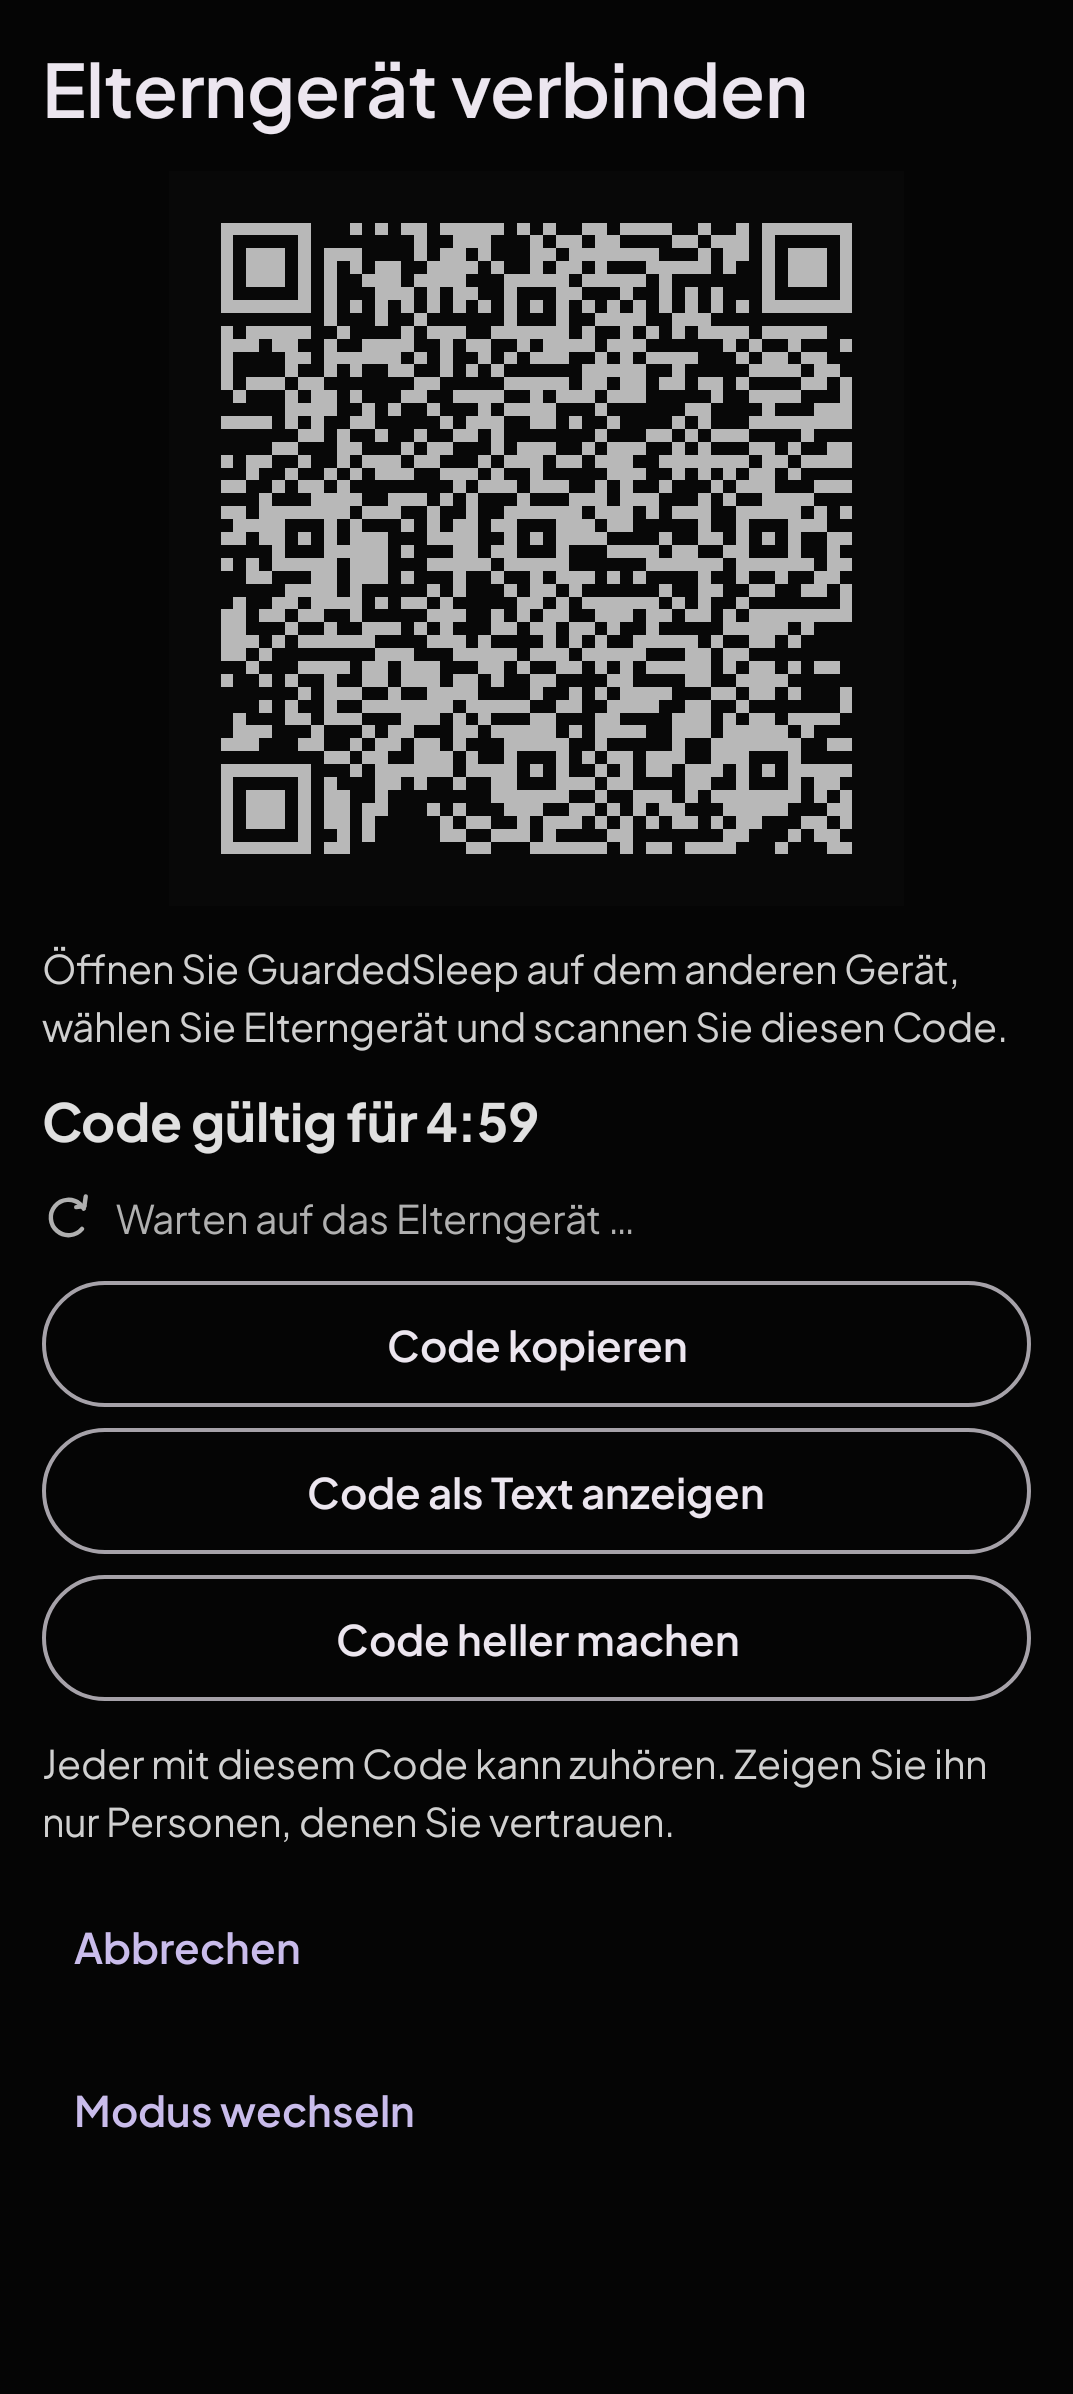 Elterngerät verbinden
Öffnen Sie GuardedSleep auf dem anderen Gerät,
wählen Sie Elterngerät und scannen Sie diesen Code.
Code gültig für 4:59
Warten auf das Elterngerät …
Code kopieren
Code als Text anzeigen
Code heller machen
Jeder mit diesem Code kann zuhören. Zeigen Sie ihn
nur Personen, denen Sie vertrauen.
Abbrechen
Modus wechseln